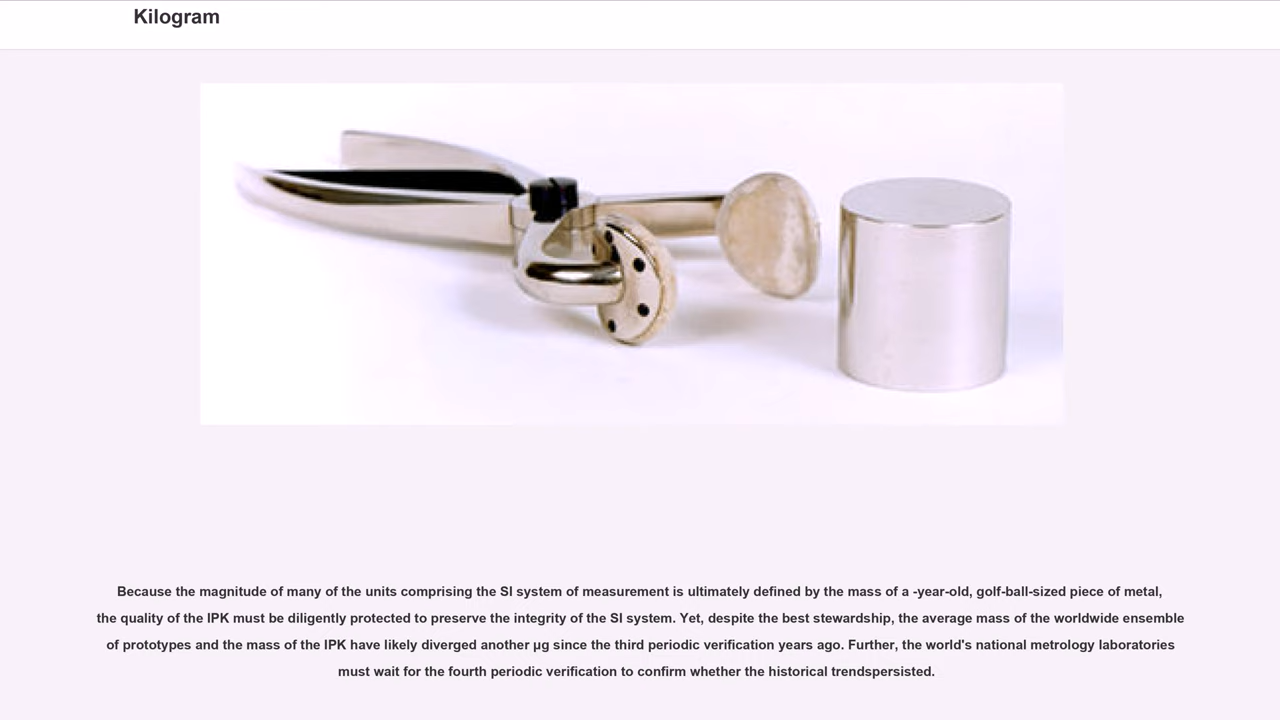 Kilogram
Because the magnitude of many of the units comprising the SI system of measurement is ultimately defined by the mass of a -year-old, golf-ball-sized piece of metal,
the quality of the IPK must be diligently protected to preserve the integrity of the SI system. Yet, despite the best stewardship, the average mass of the worldwide ensemble
of prototypes and the mass of the IPK have likely diverged another μg since the third periodic verification years ago. Further, the world's national metrology laboratories
must wait for the fourth periodic verification to confirm whether the historical trendspersisted.